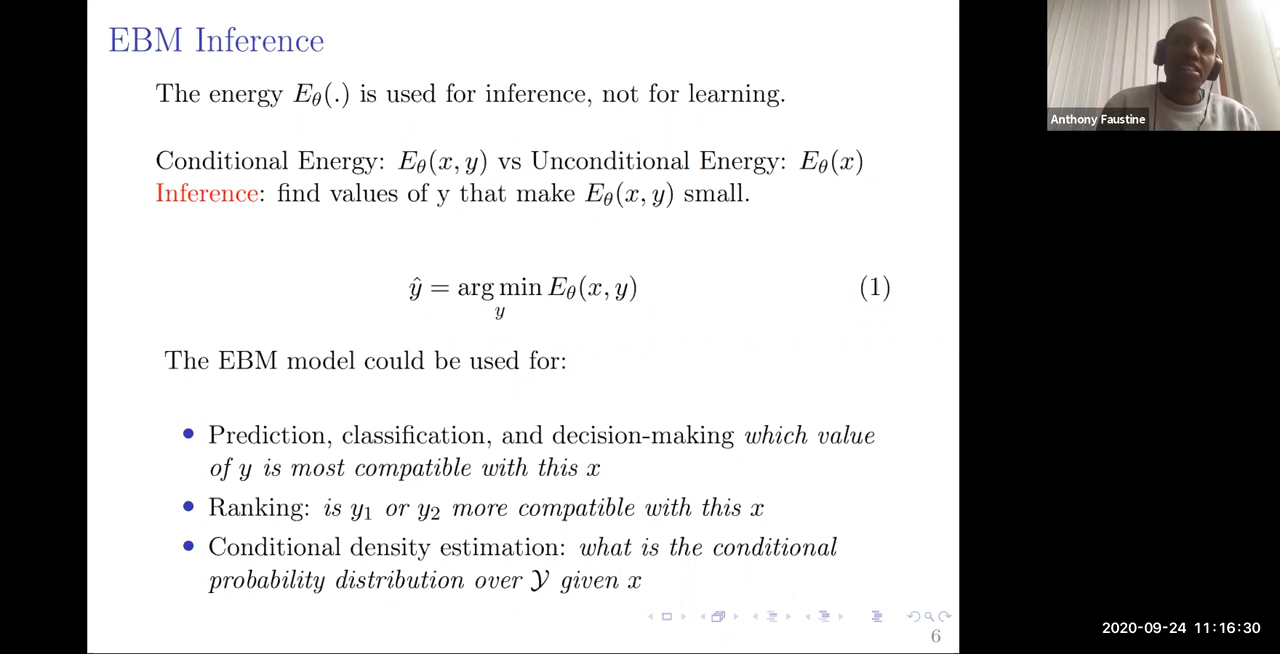 EBM Inference
The energy E_θ(.) is used for inference, not for learning.
Conditional Energy: E_θ(x, y) vs Unconditional Energy: E_θ(x)
Inference: find values of y that make E_θ(x, y) small.
ŷ = arg min E_θ(x, y) (1)
y
The EBM model could be used for:
• Prediction, classification, and decision-making which value
of y is most compatible with this x
• Ranking: is y₁ or y₂ more compatible with this x
• Conditional density estimation: what is the conditional
probability distribution over 𝒴 given x
6
Anthony Faustine
2020-09-24 11:16:30